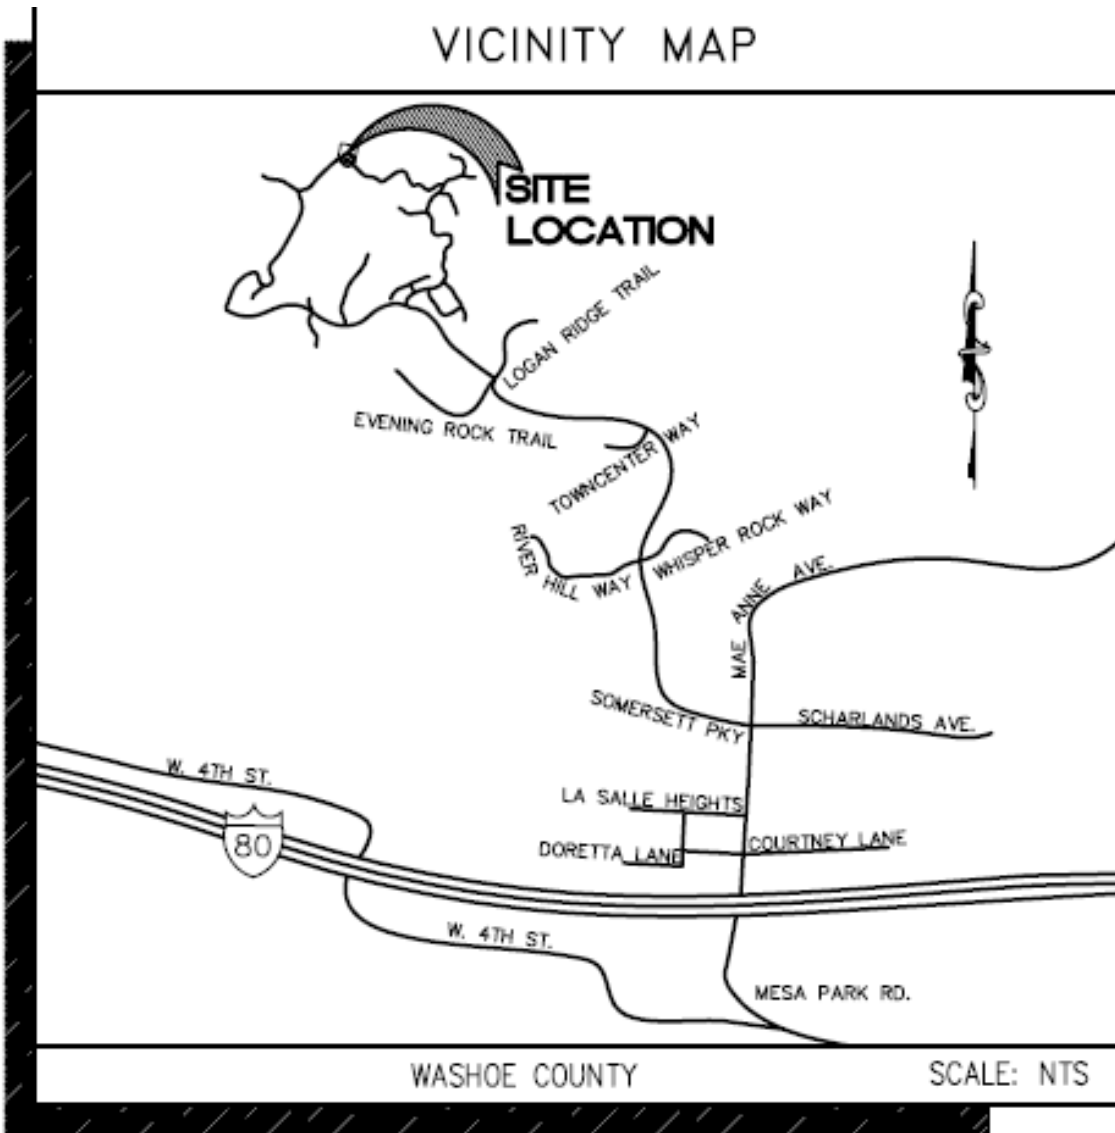 VICINITY MAP
SITE
LOCATION
LOGAN RIDGE TRAIL
EVENING ROCK TRAIL
TOWNCENTER WAY
WHISPER ROCK WAY
RIVER HILL WAY
MAE ANNE AVE.
SOMERSETT PKY
SCHARLANDS AVE.
W. 4TH ST.
LA SALLE HEIGHTS
80
DORETTA LANE
COURTNEY LANE
W. 4TH ST.
MESA PARK RD.
WASHOE COUNTY
SCALE: NTS